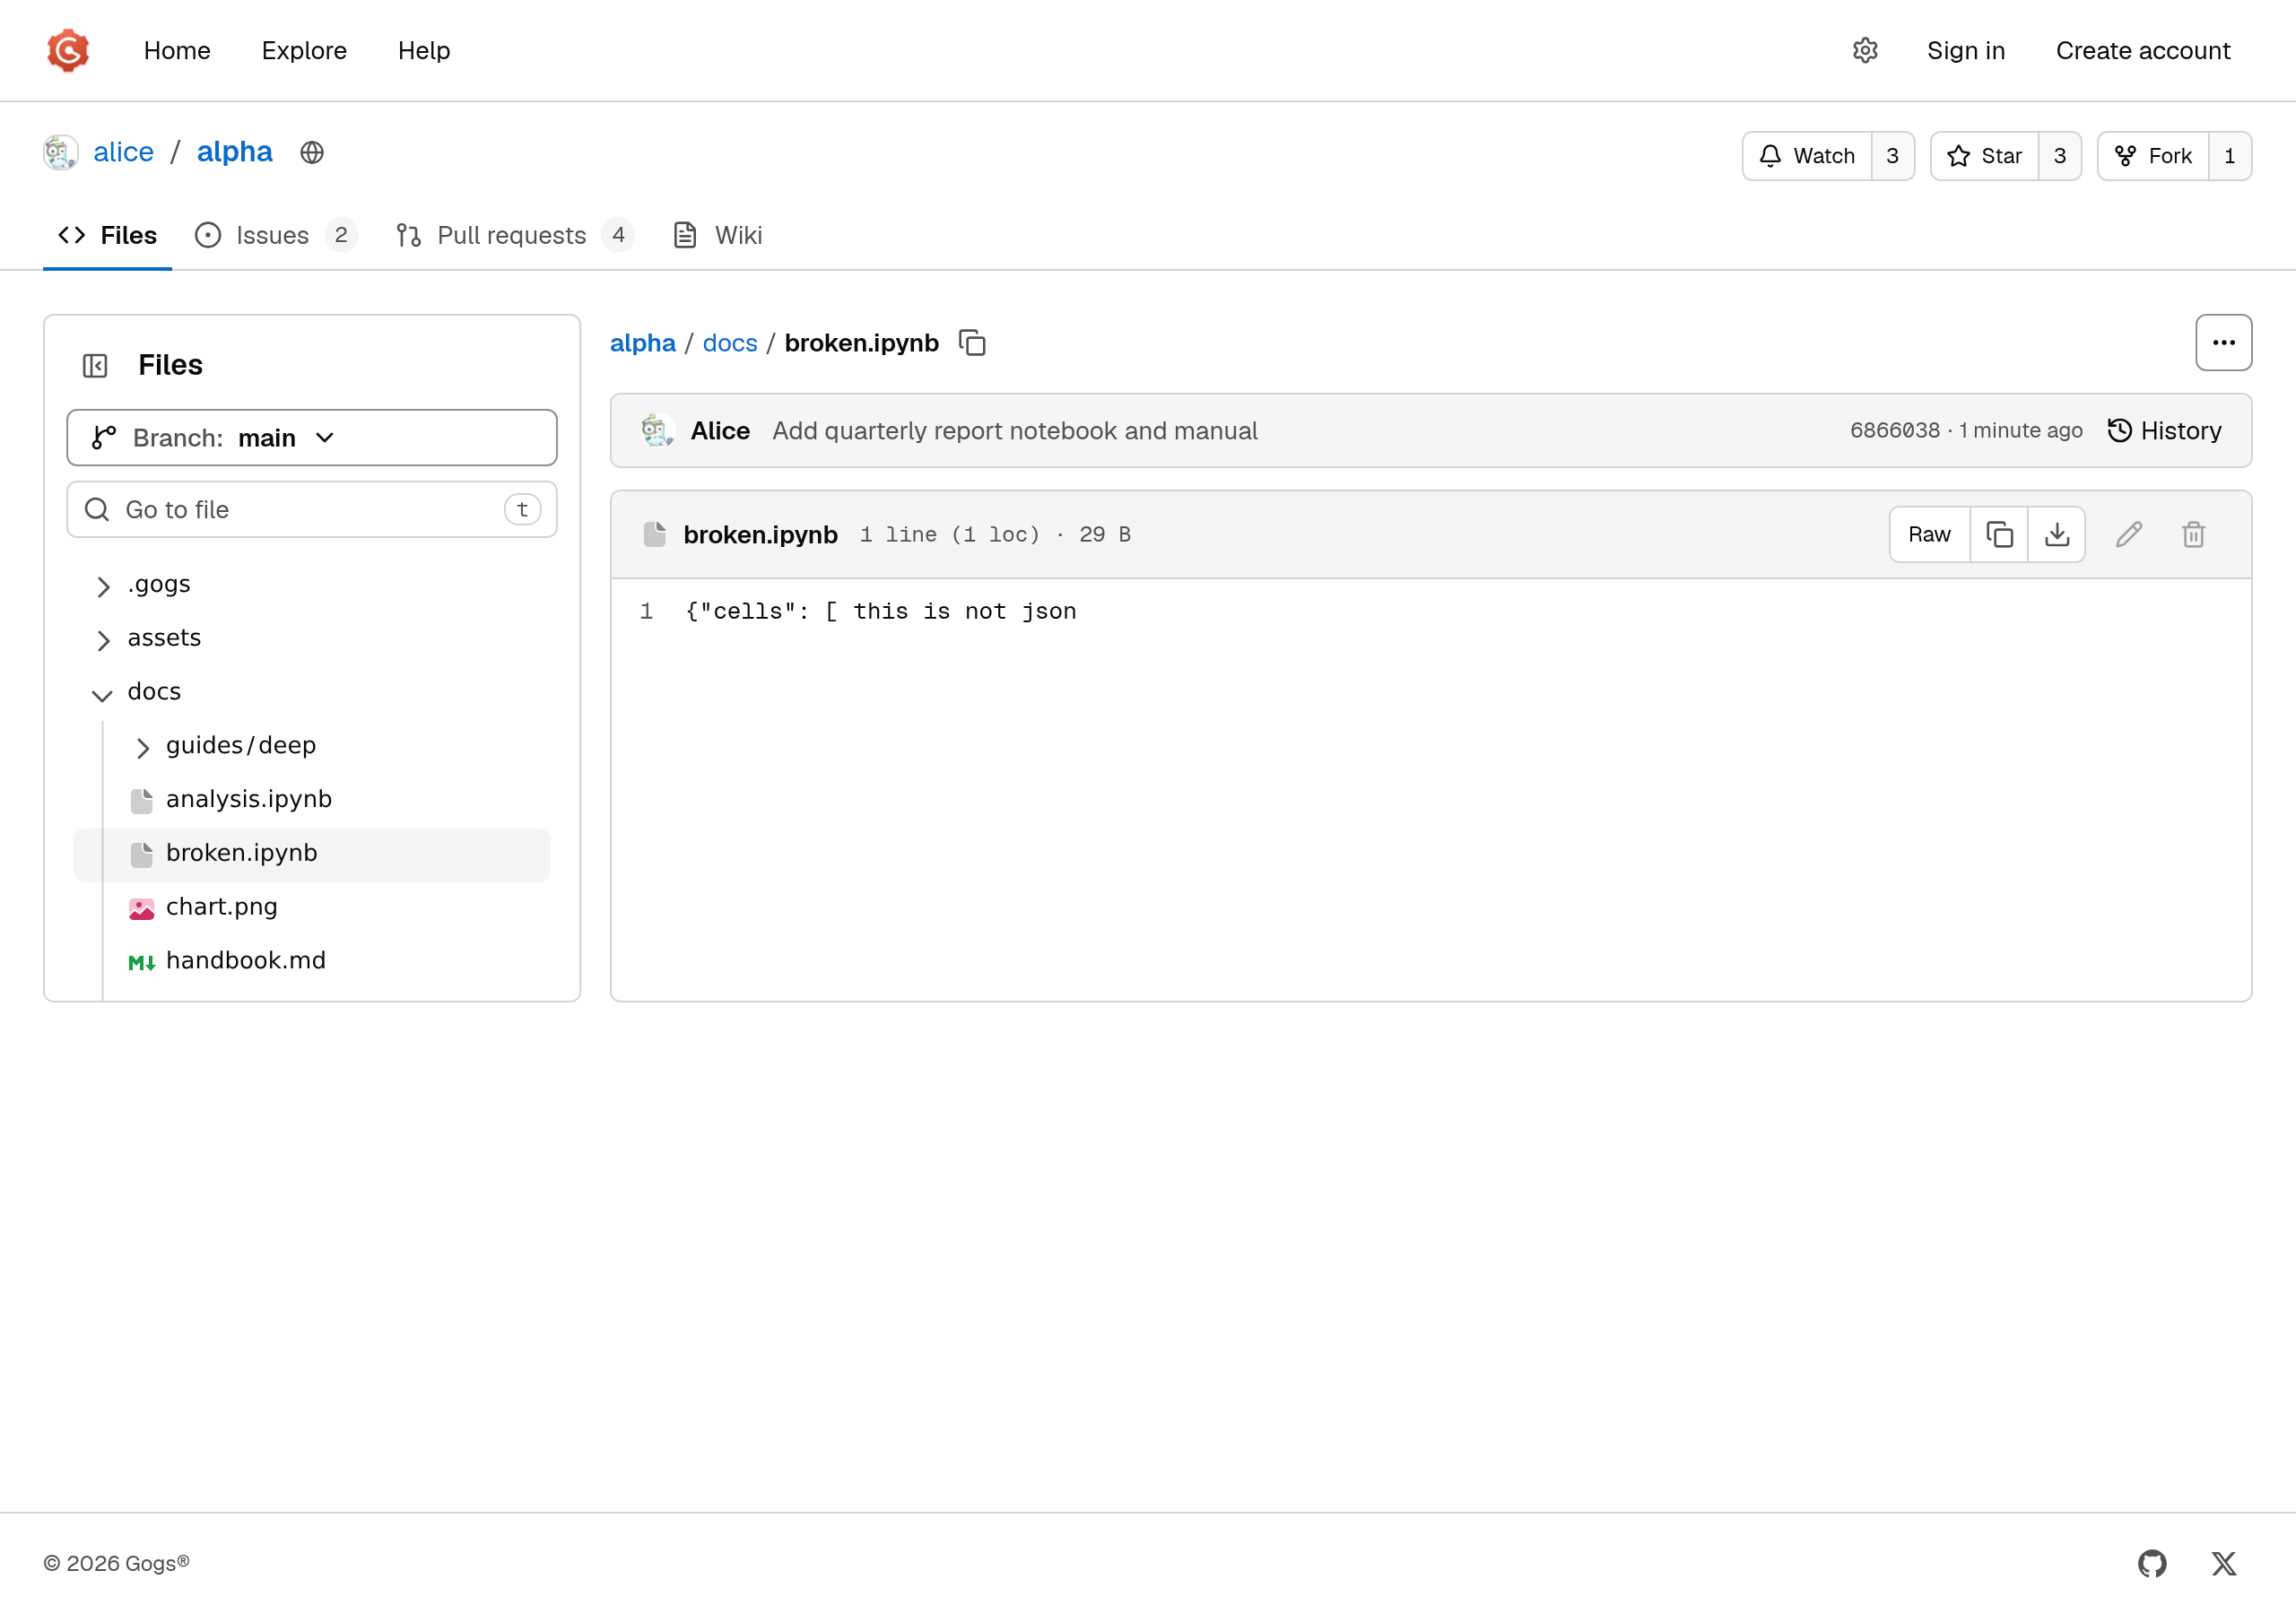 Home Explore Help Sign in Create account
alice / alpha Watch 3 Star 3 Fork 1
Files Issues 2 Pull requests 4 Wiki
Files
Branch: main
Go to file t
.gogs
assets
docs
guides/deep
analysis.ipynb
broken.ipynb
chart.png
handbook.md
alpha / docs / broken.ipynb
Alice Add quarterly report notebook and manual 6866038 · 1 minute ago History
broken.ipynb 1 line (1 loc) · 29 B Raw
1 {"cells": [ this is not json
© 2026 Gogs®